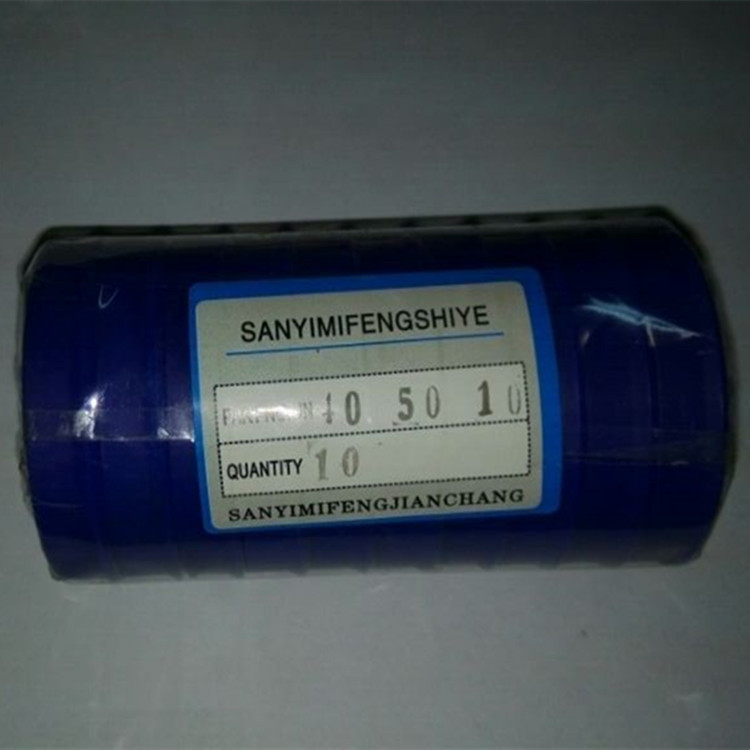 SANYIMIFENGSHIYE
40 50 10
QUANTITY 10
SANYIMIFENGJIANCHANG